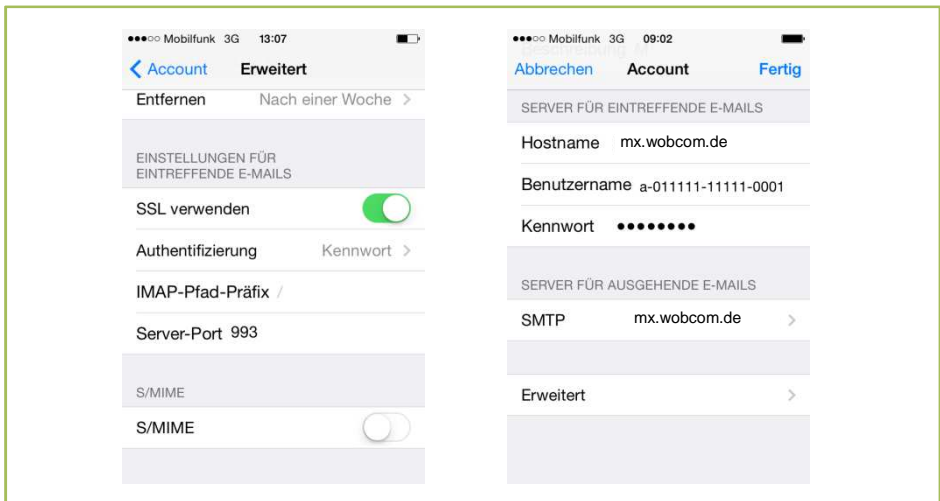 Mobilfunk 3G 13:07
Account Erweitert
Entfernen Nach einer Woche
EINSTELLUNGEN FÜR
EINTREFFENDE E-MAILS
SSL verwenden
Authentifizierung Kennwort
IMAP-Pfad-Präfix /
Server-Port 993
S/MIME
S/MIME
Mobilfunk 3G 09:02
Beschreibung M
Abbrechen Account Fertig
SERVER FÜR EINTREFFENDE E-MAILS
Hostname mx.wobcom.de
Benutzername a-011111-11111-0001
Kennwort ●●●●●●●●
SERVER FÜR AUSGEHENDE E-MAILS
SMTP mx.wobcom.de
Erweitert